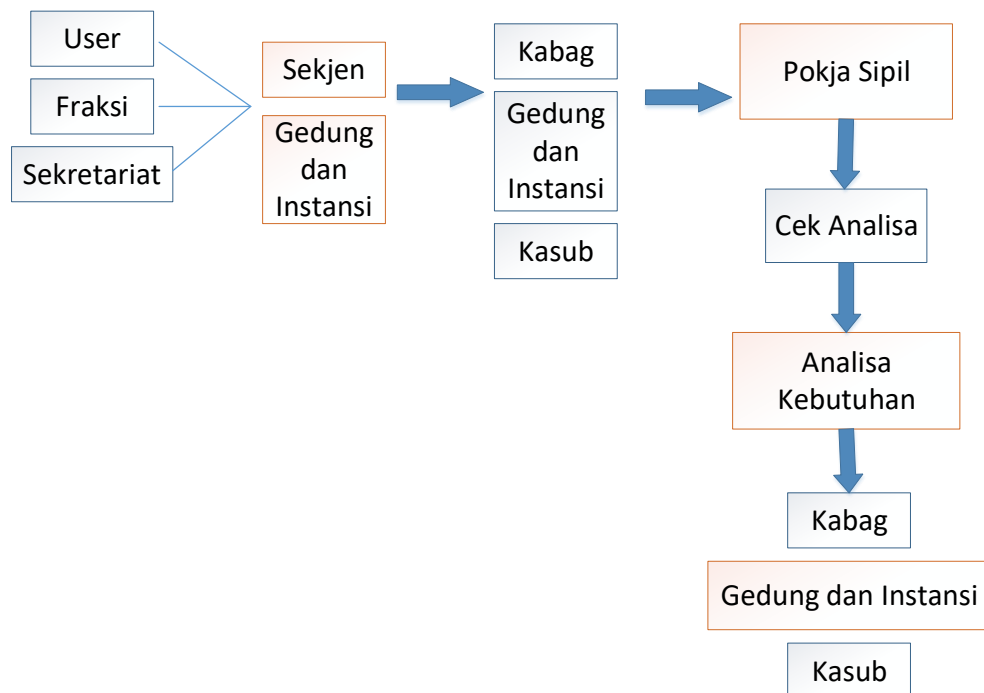 User
Fraksi
Sekretariat
Sekjen
Gedung
dan
Instansi
Kabag
Gedung
dan
Instansi
Kasub
Pokja Sipil
Cek Analisa
Analisa
Kebutuhan
Kabag
Gedung dan Instansi
Kasub